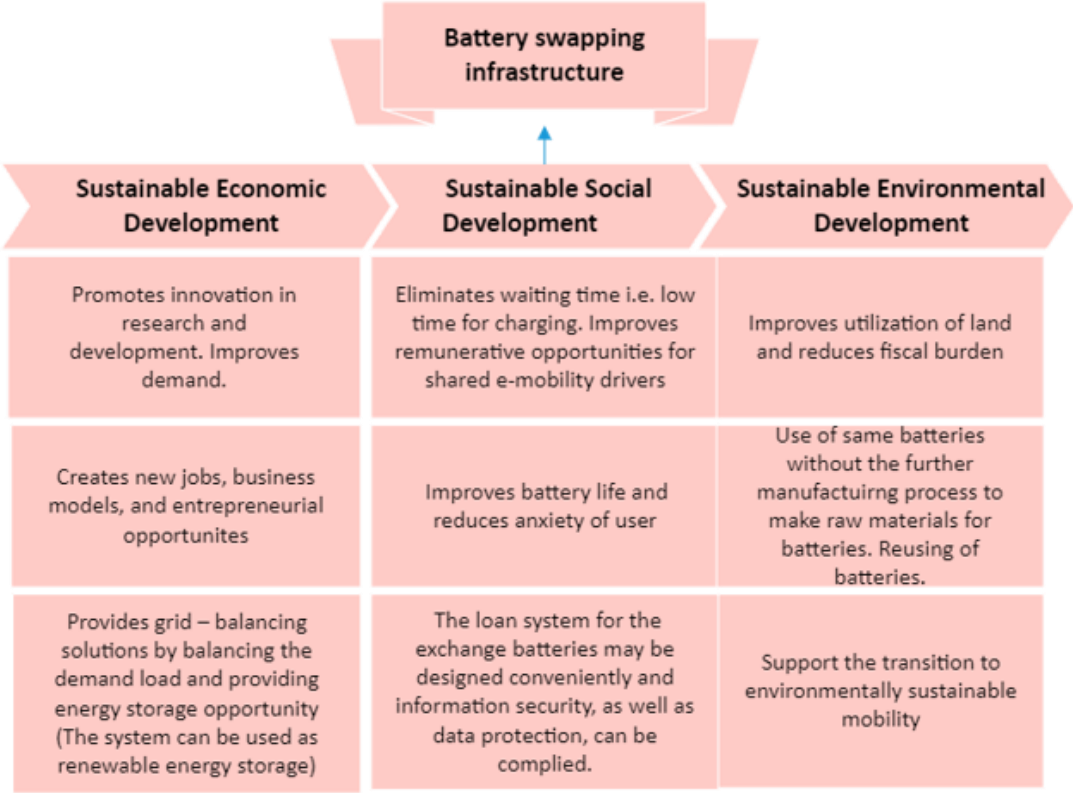 Battery swapping
infrastructure
Sustainable Economic
Development
Sustainable Social
Development
Sustainable Environmental
Development
Promotes innovation in
research and
development. Improves
demand.
Eliminates waiting time i.e. low
time for charging. Improves
remunerative opportunities for
shared e-mobility drivers
Improves utilization of land
and reduces fiscal burden
Creates new jobs, business
models, and entrepreneurial
opportunites
Improves battery life and
reduces anxiety of user
Use of same batteries
without the further
manufactuirng process to
make raw materials for
batteries. Reusing of
batteries.
Provides grid – balancing
solutions by balancing the
demand load and providing
energy storage opportunity
(The system can be used as
renewable energy storage)
The loan system for the
exchange batteries may be
designed conveniently and
information security, as well as
data protection, can be
complied.
Support the transition to
environmentally sustainable
mobility